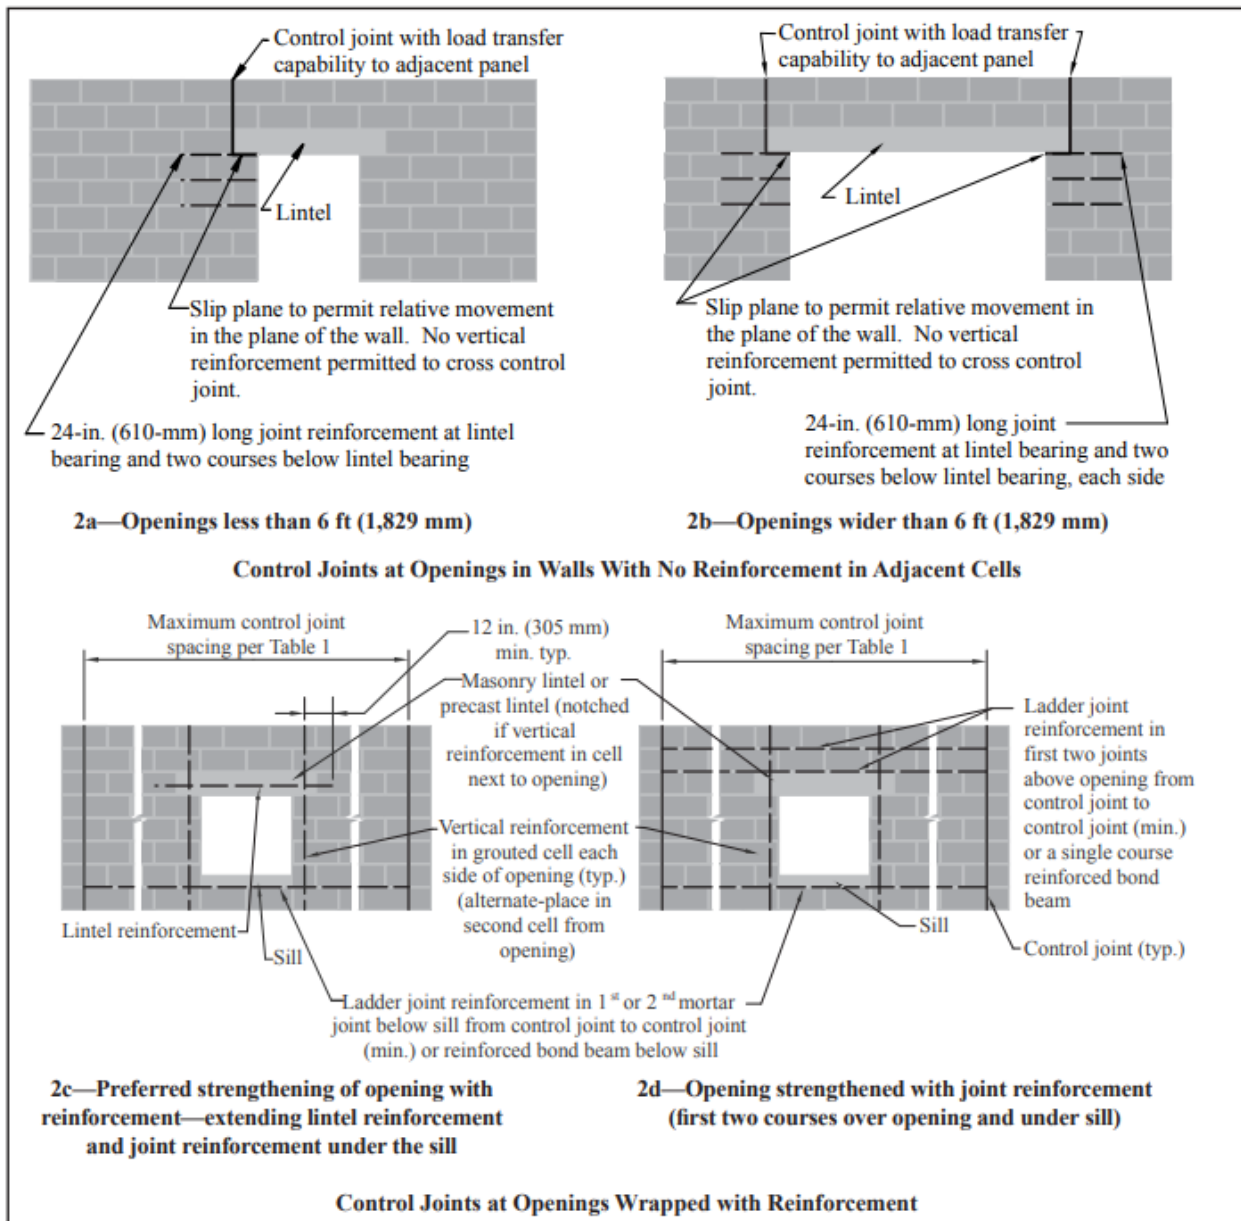 Control joint with load transfer
capability to adjacent panel
Lintel
Slip plane to permit relative movement
in the plane of the wall. No vertical
reinforcement permitted to cross control
joint.
24-in. (610-mm) long joint reinforcement at lintel
bearing and two courses below lintel bearing
2a—Openings less than 6 ft (1,829 mm)
Control joint with load transfer
capability to adjacent panel
Lintel
Slip plane to permit relative movement in
the plane of the wall. No vertical
reinforcement permitted to cross control
joint.
24-in. (610-mm) long joint
reinforcement at lintel bearing and two
courses below lintel bearing, each side
2b—Openings wider than 6 ft (1,829 mm)
Control Joints at Openings in Walls With No Reinforcement in Adjacent Cells
Maximum control joint
spacing per Table 1
12 in. (305 mm)
min. typ.
Masonry lintel or
precast lintel (notched
if vertical
reinforcement in cell
next to opening)
Vertical reinforcement
in grouted cell each
side of opening (typ.)
(alternate-place in
second cell from
opening)
Lintel reinforcement
Sill
Maximum control joint
spacing per Table 1
Ladder joint
reinforcement in
first two joints
above opening from
control joint to
control joint (min.)
or a single course
reinforced bond
beam
Sill
Control joint (typ.)
Ladder joint reinforcement in 1st or 2nd mortar
joint below sill from control joint to control joint
(min.) or reinforced bond beam below sill
2c—Preferred strengthening of opening with
reinforcement—extending lintel reinforcement
and joint reinforcement under the sill
2d—Opening strengthened with joint reinforcement
(first two courses over opening and under sill)
Control Joints at Openings Wrapped with Reinforcement